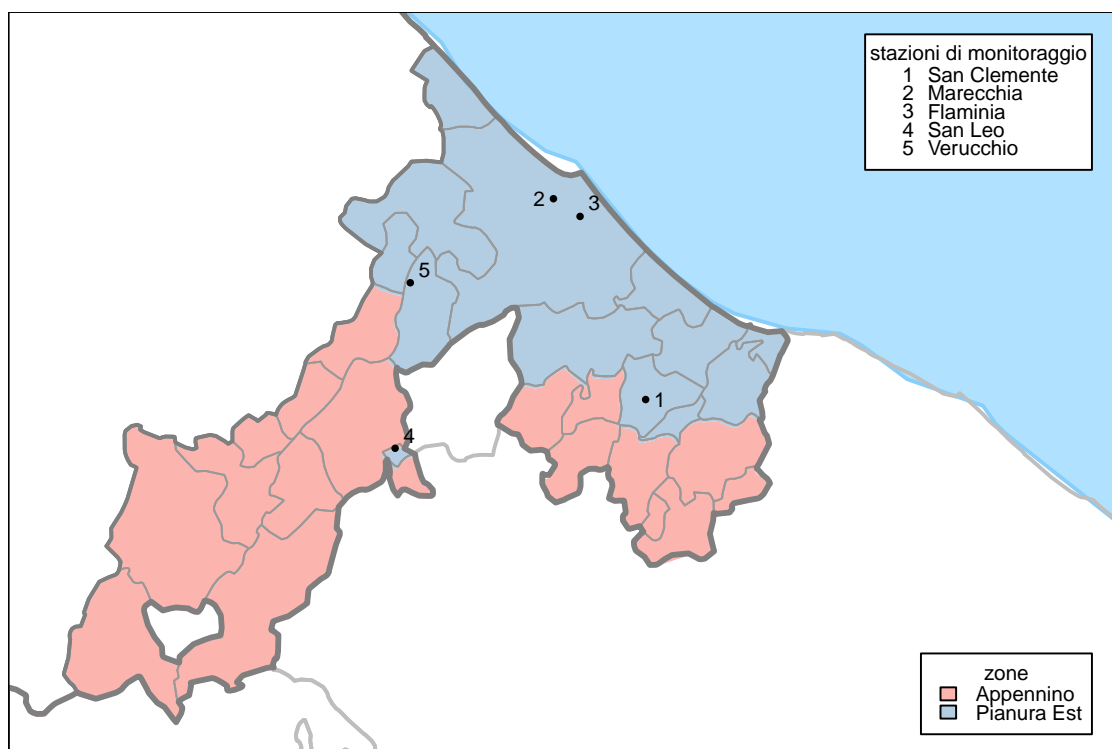 stazioni di monitoraggio
1 San Clemente
2 Marecchia
3 Flaminia
4 San Leo
5 Verucchio
2
3
5
1
4
zone
Appennino
Pianura Est